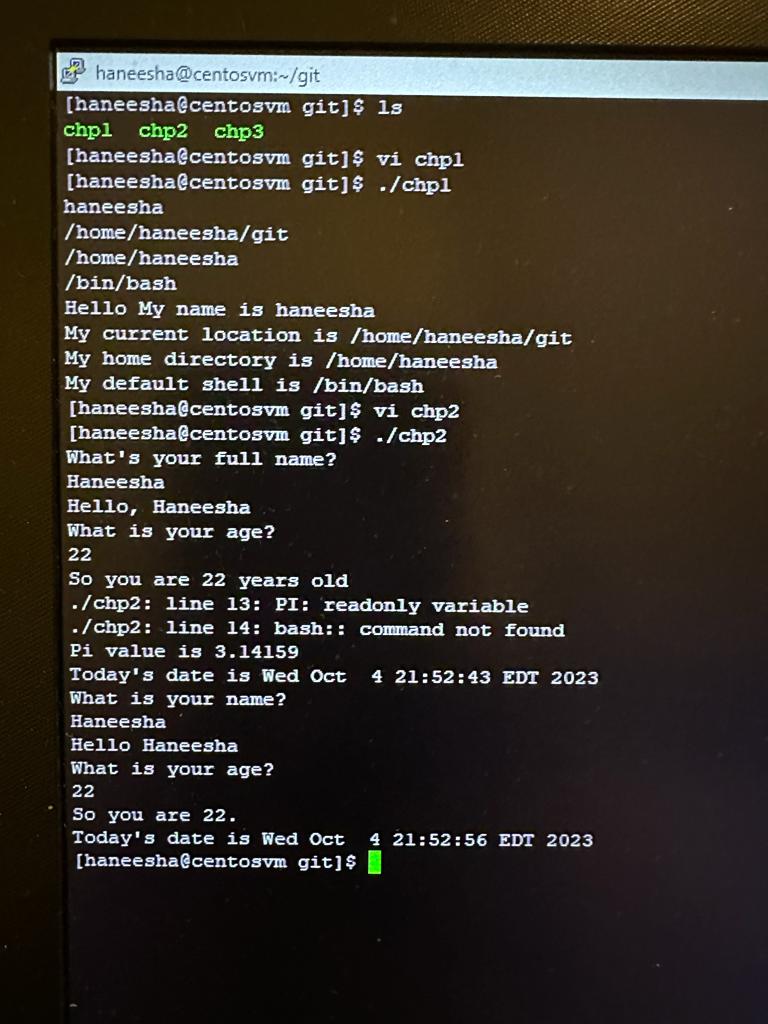 haneesha@centosvm:~/git
[haneesha@centosvm git]$ ls
chp1  chp2  chp3
[haneesha@centosvm git]$ vi chp1
[haneesha@centosvm git]$ ./chp1
haneesha
/home/haneesha/git
/home/haneesha
/bin/bash
Hello My name is haneesha
My current location is /home/haneesha/git
My home directory is /home/haneesha
My default shell is /bin/bash
[haneesha@centosvm git]$ vi chp2
[haneesha@centosvm git]$ ./chp2
What's your full name?
Haneesha
Hello, Haneesha
What is your age?
22
So you are 22 years old
./chp2: line 13: PI: readonly variable
./chp2: line 14: bash:: command not found
Pi value is 3.14159
Today's date is Wed Oct  4 21:52:43 EDT 2023
What is your name?
Haneesha
Hello Haneesha
What is your age?
22
So you are 22.
Today's date is Wed Oct  4 21:52:56 EDT 2023
[haneesha@centosvm git]$